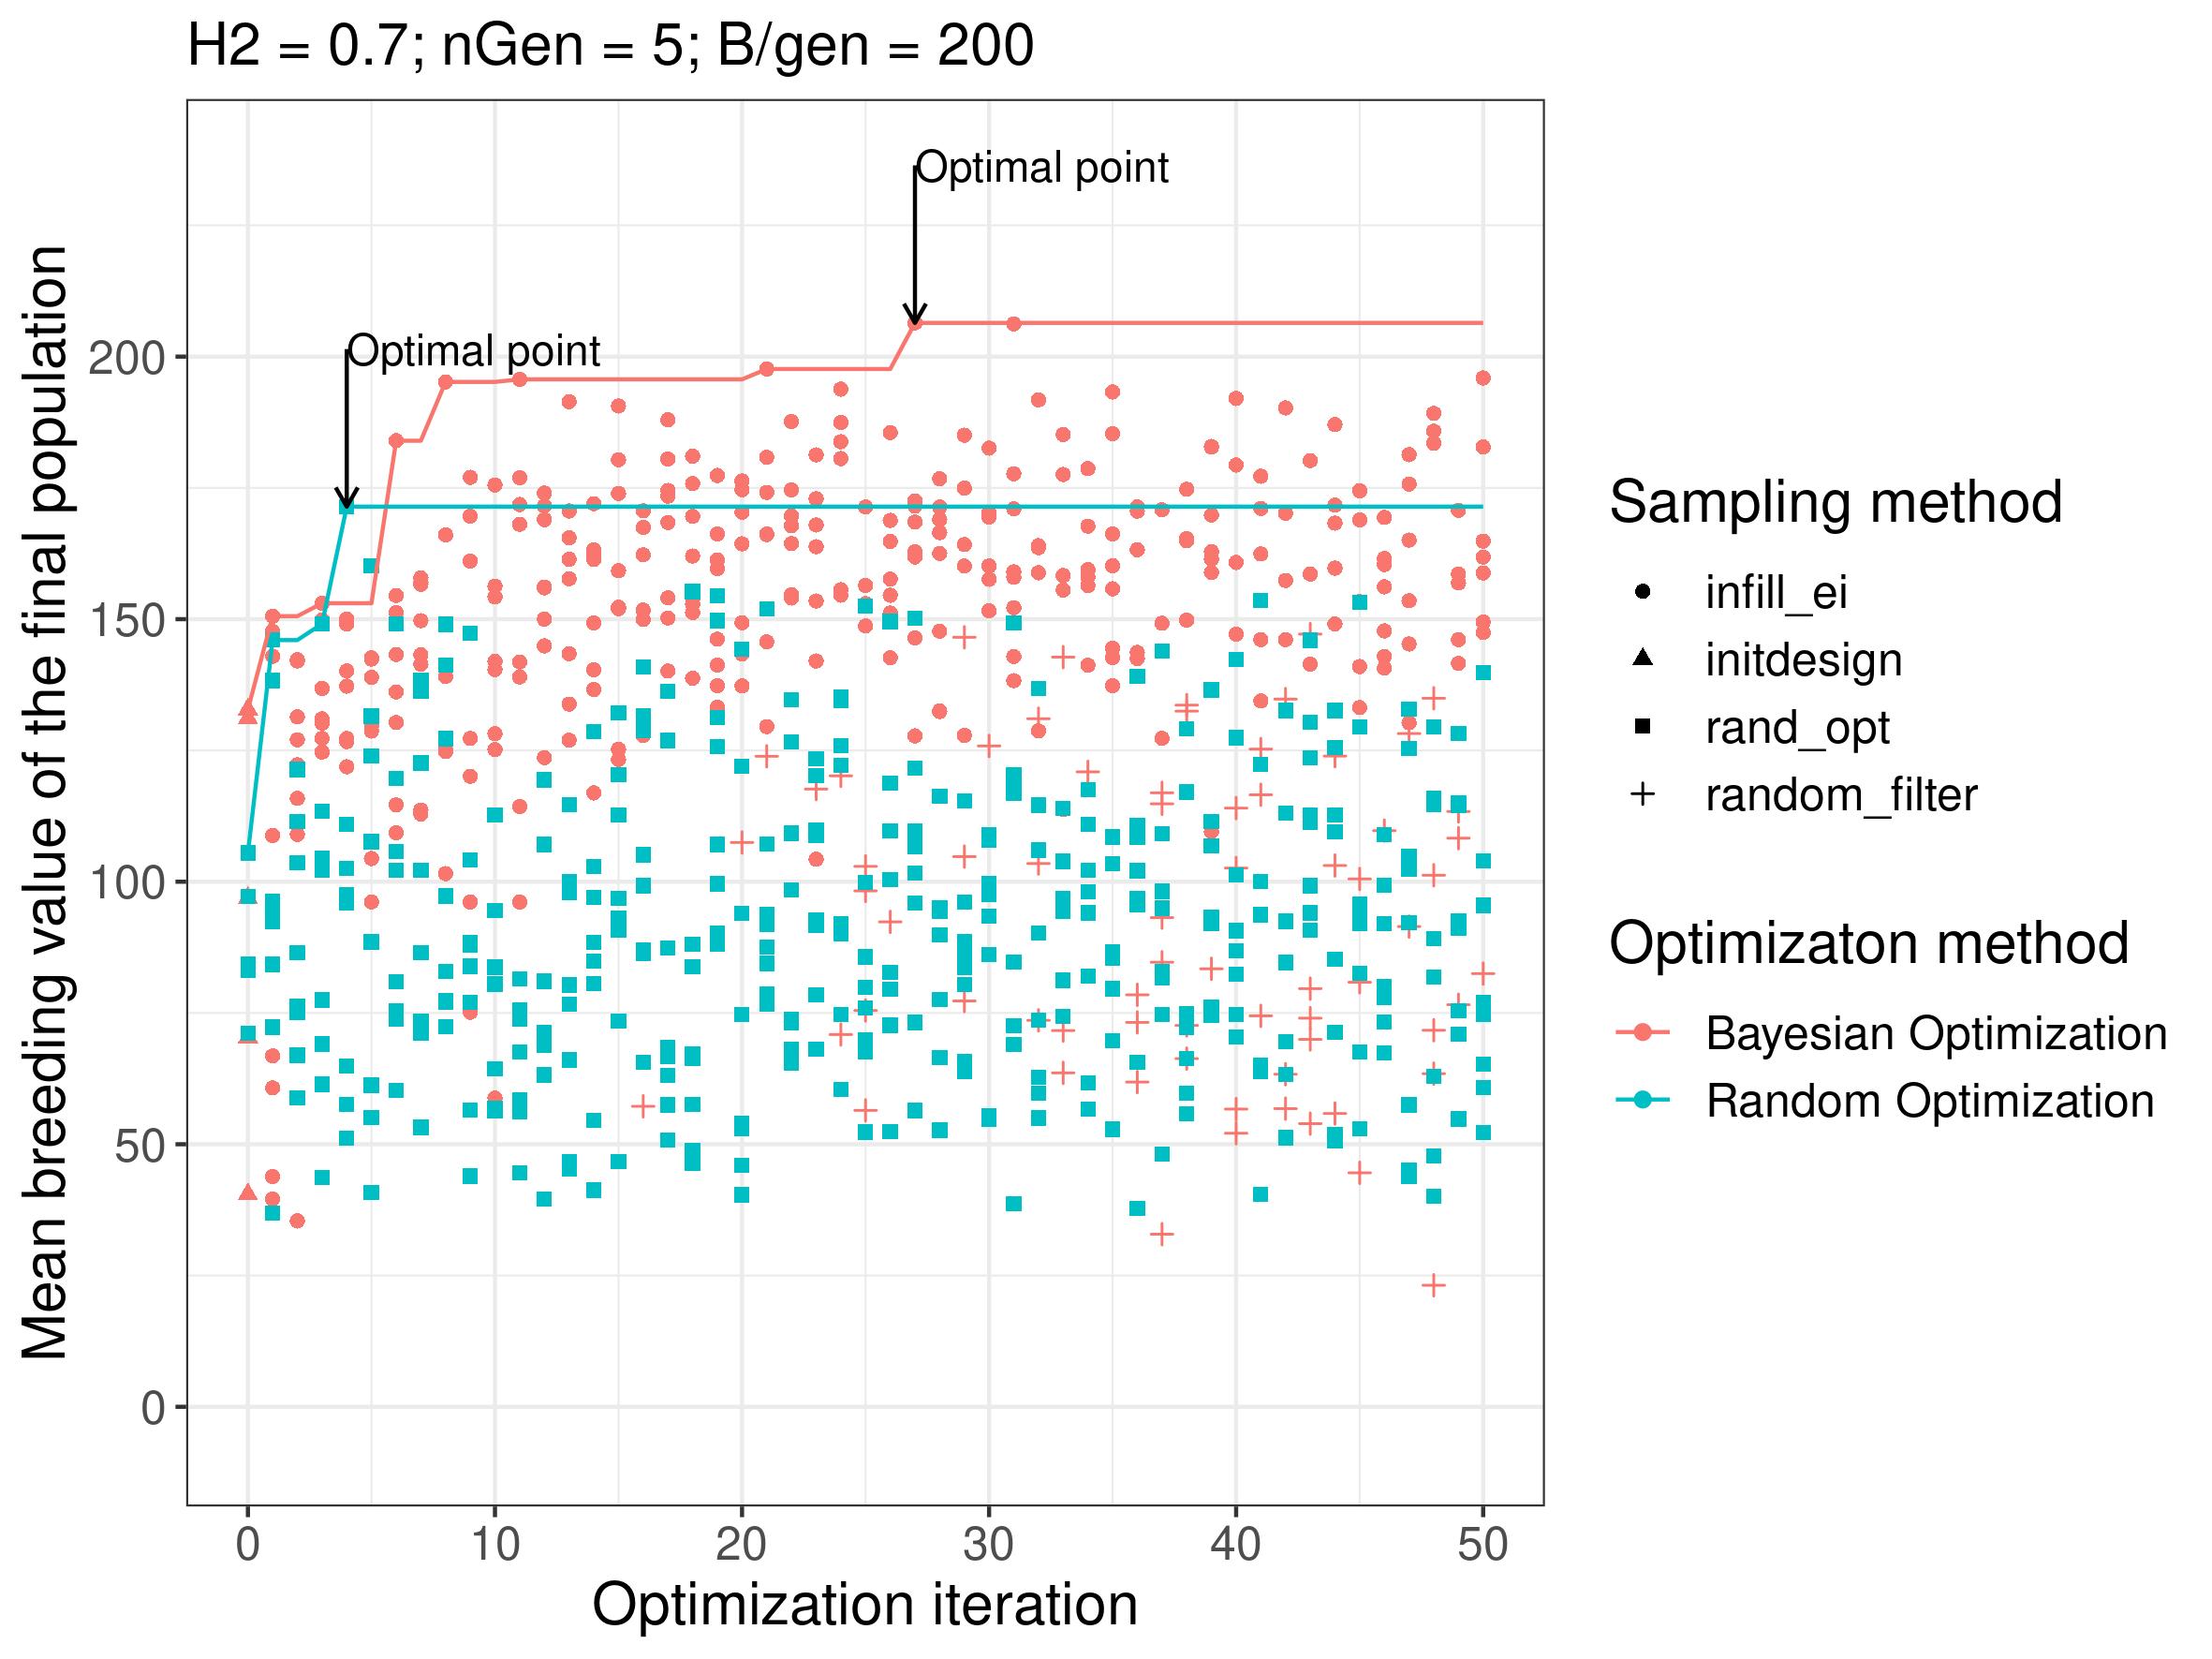 H2 = 0.7; nGen = 5; B/gen = 200
Mean breeding value of the final population
200
150
100
50
0
Optimal point
Optimal point
0
10
20
30
40
50
Optimization iteration
Sampling method
infill_ei
initdesign
rand_opt
random_filter
Optimizaton method
Bayesian Optimization
Random Optimization